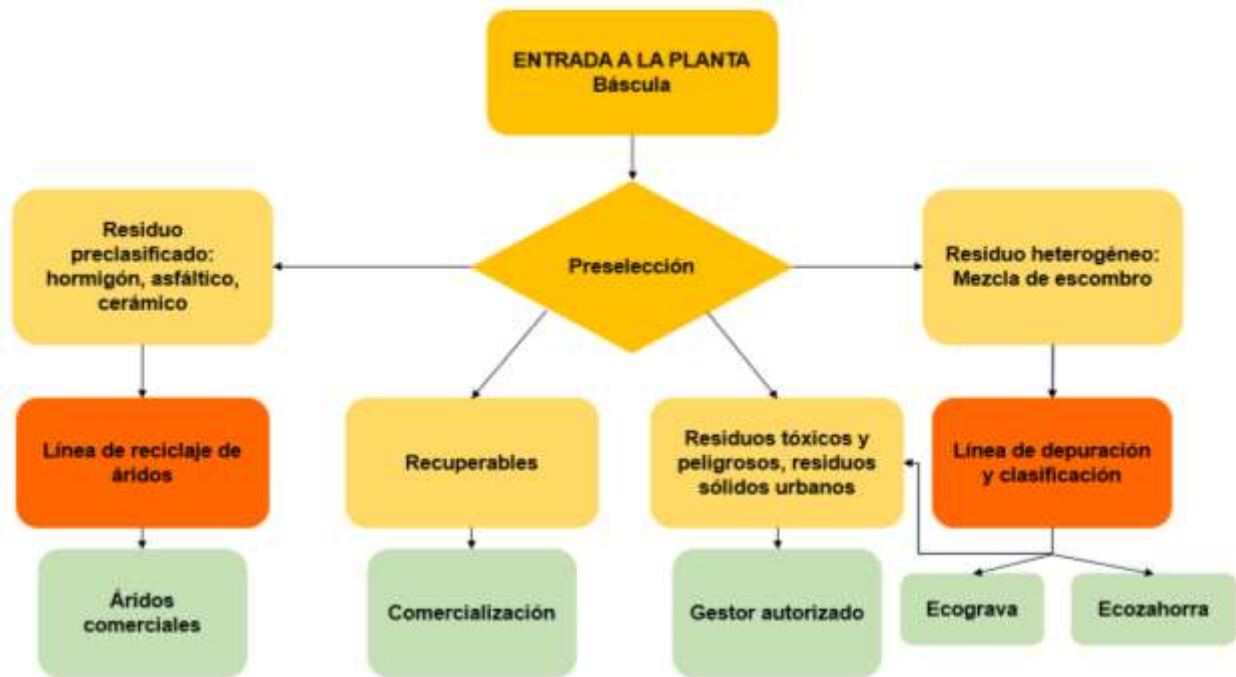 ENTRADA A LA PLANTA
Báscula
Residuo
preclasificado:
hormigón, asfáltico,
cerámico
Preselección
Residuo heterogéneo:
Mezcla de escombro
Línea de reciclaje de
áridos
Recuperables
Residuos tóxicos y
peligrosos, residuos
sólidos urbanos
Línea de depuración
y clasificación
Áridos
comerciales
Comercialización
Gestor autorizado
Ecograva
Ecozahorra